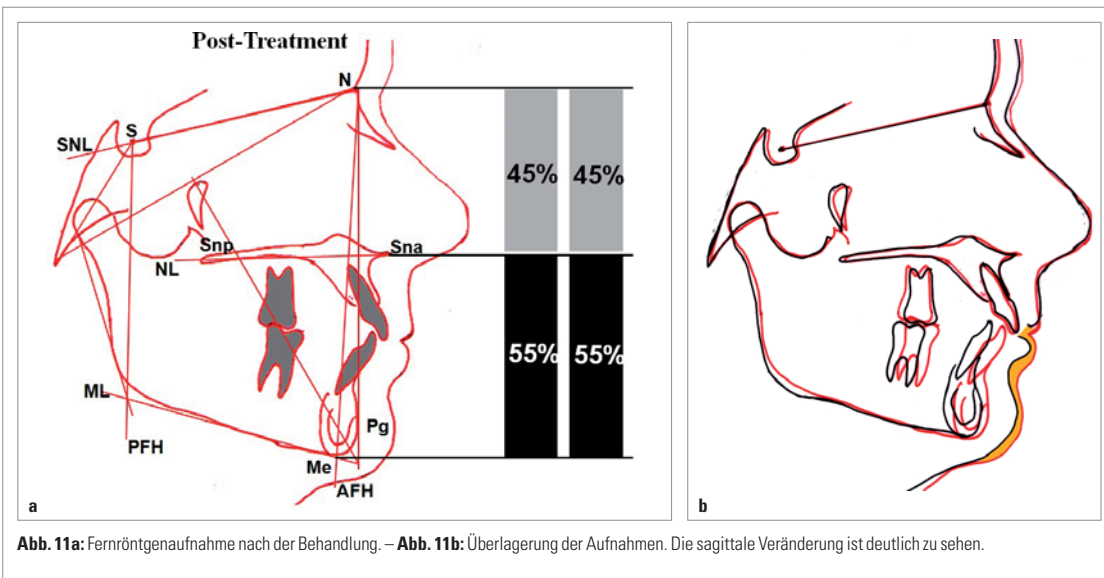 Post-Treatment
N
S
SNL
45% 45%
Snp
Sna
NL
55% 55%
ML
Pg
PFH
Me
AFH
a
b
Abb. 11a: Fernröntgenaufnahme nach der Behandlung. – Abb. 11b: Überlagerung der Aufnahmen. Die sagittale Veränderung ist deutlich zu sehen.